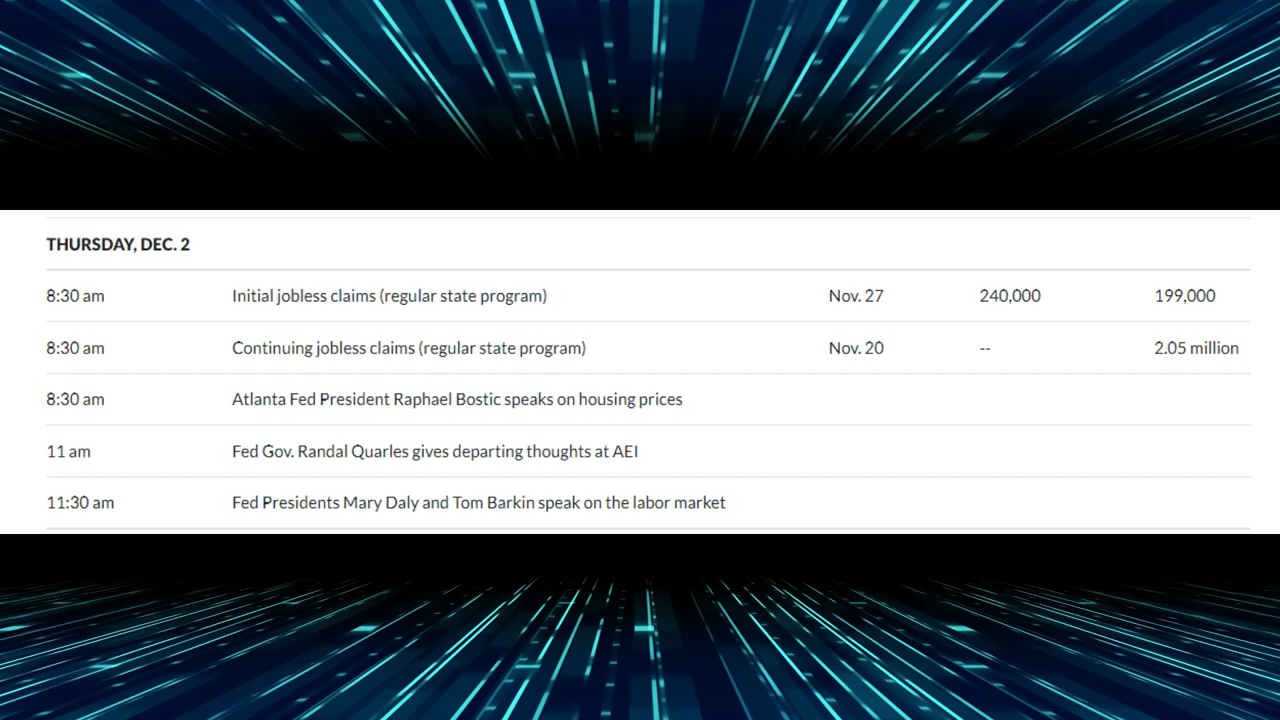 THURSDAY, DEC. 2
8:30 am Initial jobless claims (regular state program) Nov. 27 240,000 199,000
8:30 am Continuing jobless claims (regular state program) Nov. 20 -- 2.05 million
8:30 am Atlanta Fed President Raphael Bostic speaks on housing prices
11 am Fed Gov. Randal Quarles gives departing thoughts at AEI
11:30 am Fed Presidents Mary Daly and Tom Barkin speak on the labor market